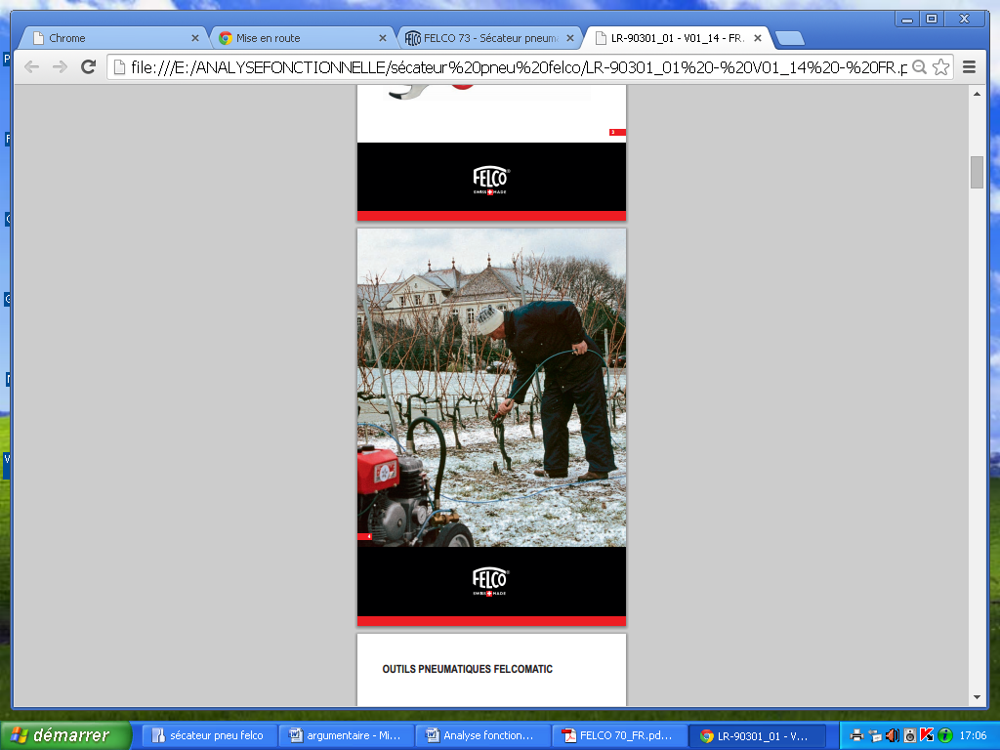 Chrome
Mise en route
FELCO 73 - Sécateur pneum
LR-90301_01 - V01_14 - FR.
file:///E:/ANALYSEFONCTIONNELLE/sécateur%20pneu%20felco/LR-90301_01%20-%20V01_14%20-%20FR.p
3
FELCO®
SWISS MADE
4
FELCO®
SWISS MADE
OUTILS PNEUMATIQUES FELCOMATIC
démarrer
sécateur pneu felco
argumentaire - Mi...
Analyse fonction...
FELCO 70_FR.pd...
LR-90301_01 - V...
17:06